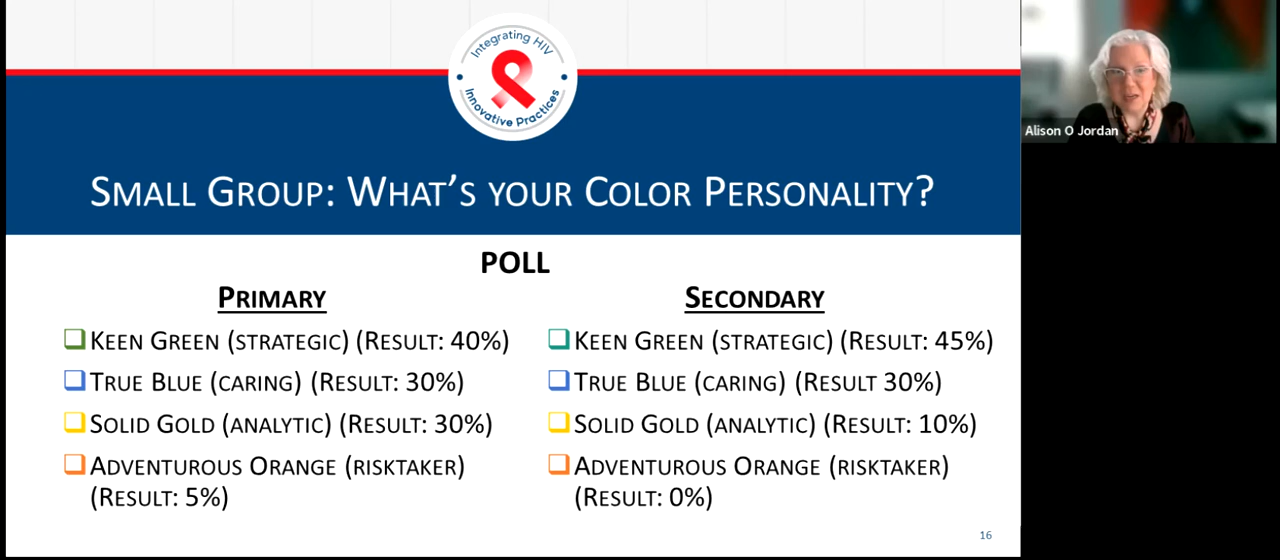 Integrating HIV
Innovative Practices
Small Group: What's your Color Personality?
POLL
Primary
Keen Green (strategic) (Result: 40%)
True Blue (caring) (Result: 30%)
Solid Gold (analytic) (Result: 30%)
Adventurous Orange (risktaker)
(Result: 5%)
Secondary
Keen Green (strategic) (Result: 45%)
True Blue (caring) (Result 30%)
Solid Gold (analytic) (Result: 10%)
Adventurous Orange (risktaker)
(Result: 0%)
16
Alison O Jordan